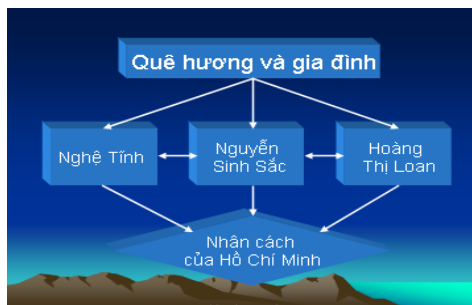 Quê hương và gia đình
Nghệ Tĩnh
Nguyễn
Sinh Sắc
Hoàng
Thị Loan
Nhân cách
của Hồ Chí Minh